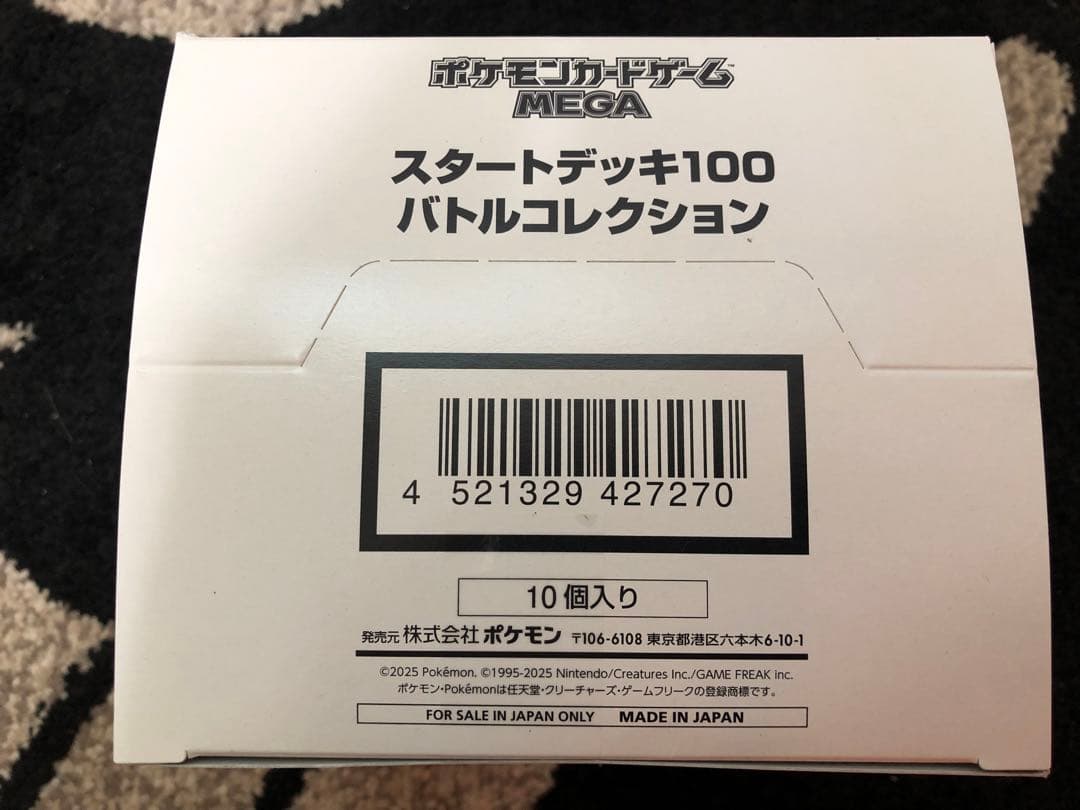 ポケモンカードゲーム™
MEGA
スタートデッキ100
バトルコレクション
4 521329 427270
10個入り
発売元 株式会社 ポケモン 〒106-6108 東京都港区六本木6-10-1
©2025 Pokémon. ©1995-2025 Nintendo/Creatures Inc./GAME FREAK inc.
ポケモン・Pokémonは任天堂・クリーチャーズ・ゲームフリークの登録商標です。
FOR SALE IN JAPAN ONLY MADE IN JAPAN